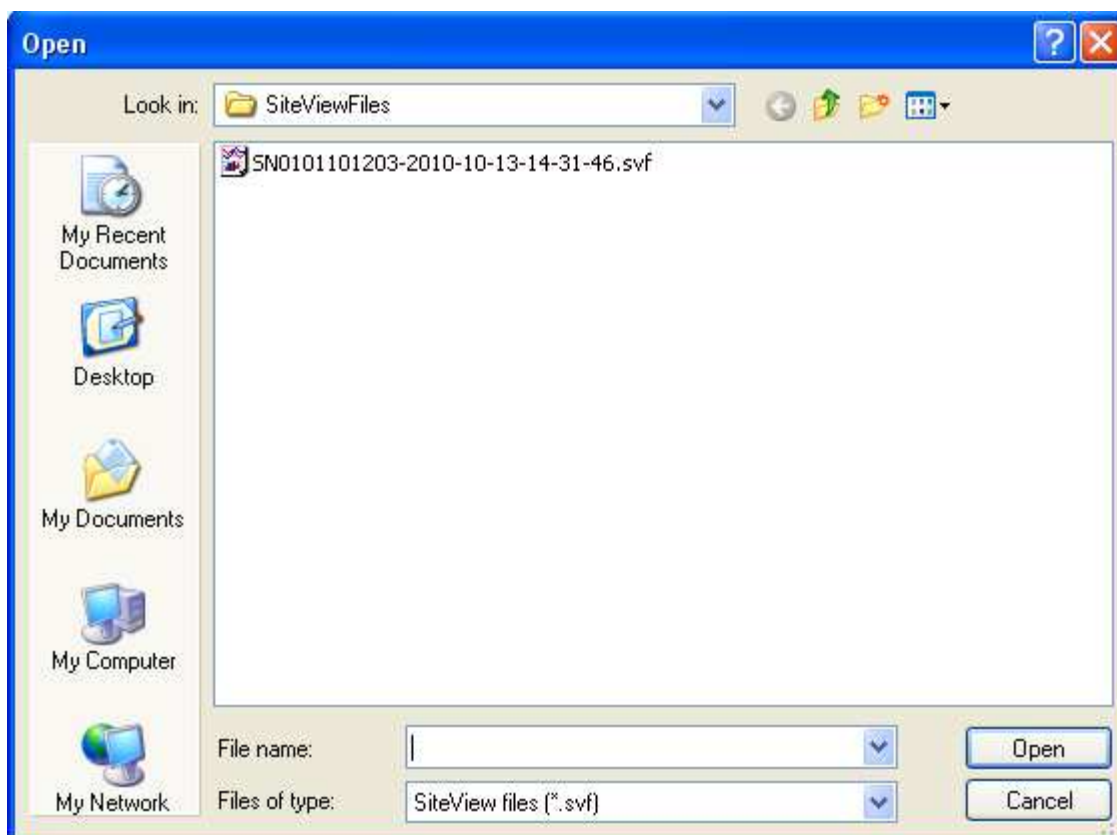 Open
Look in: SiteViewFiles
SN0101101203-2010-10-13-14-31-46.svf
My Recent
Documents
Desktop
My Documents
My Computer
My Network
File name:
Open
Files of type: SiteView files (*.svf)
Cancel